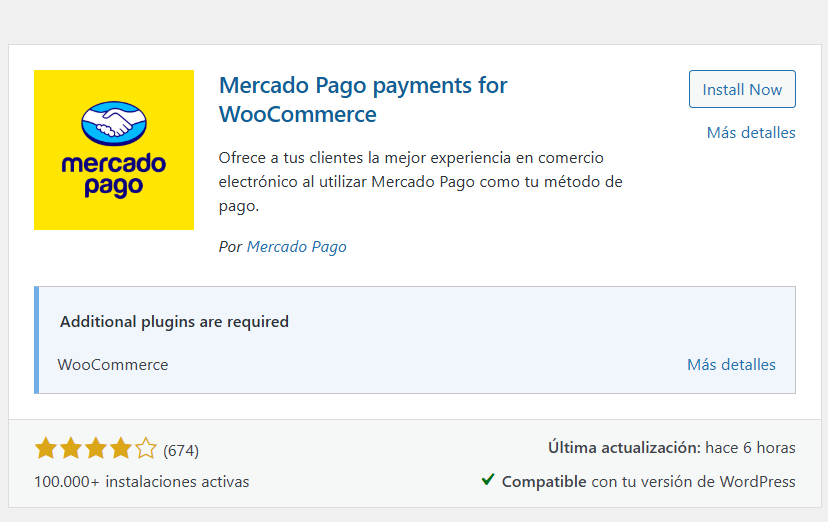 mercado
pago
Mercado Pago payments for
WooCommerce
Install Now
Más detalles
Ofrece a tus clientes la mejor experiencia en comercio
electrónico al utilizar Mercado Pago como tu método de
pago.
Por Mercado Pago
Additional plugins are required
WooCommerce
Más detalles
(674)
Última actualización: hace 6 horas
100.000+ instalaciones activas
Compatible con tu versión de WordPress